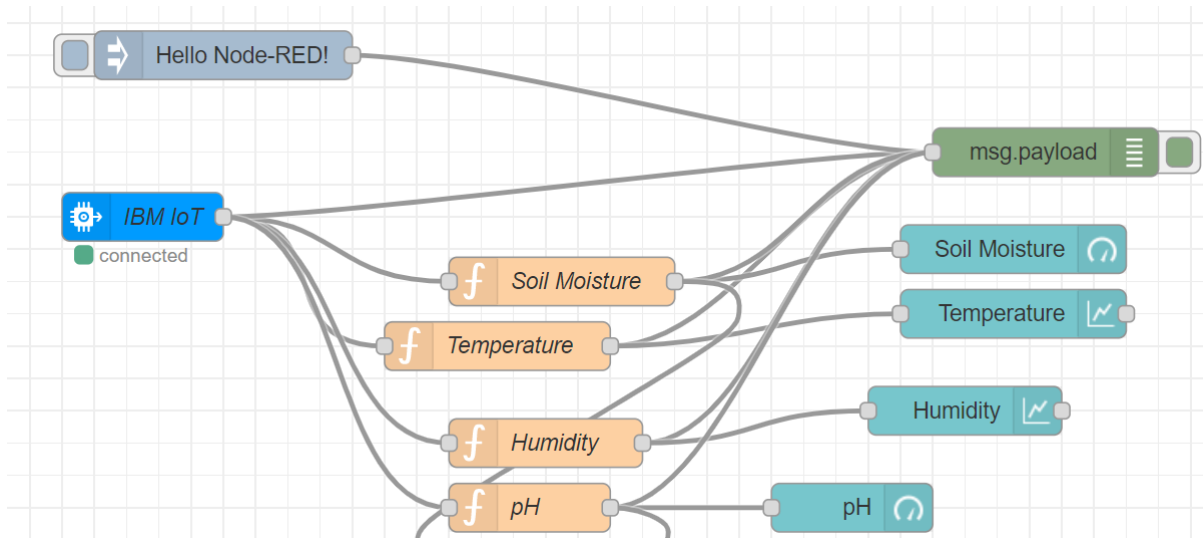 Hello Node-RED!
msg.payload
IBM IoT
connected
Soil Moisture
Soil Moisture
Temperature
Temperature
Humidity
Humidity
pH
pH